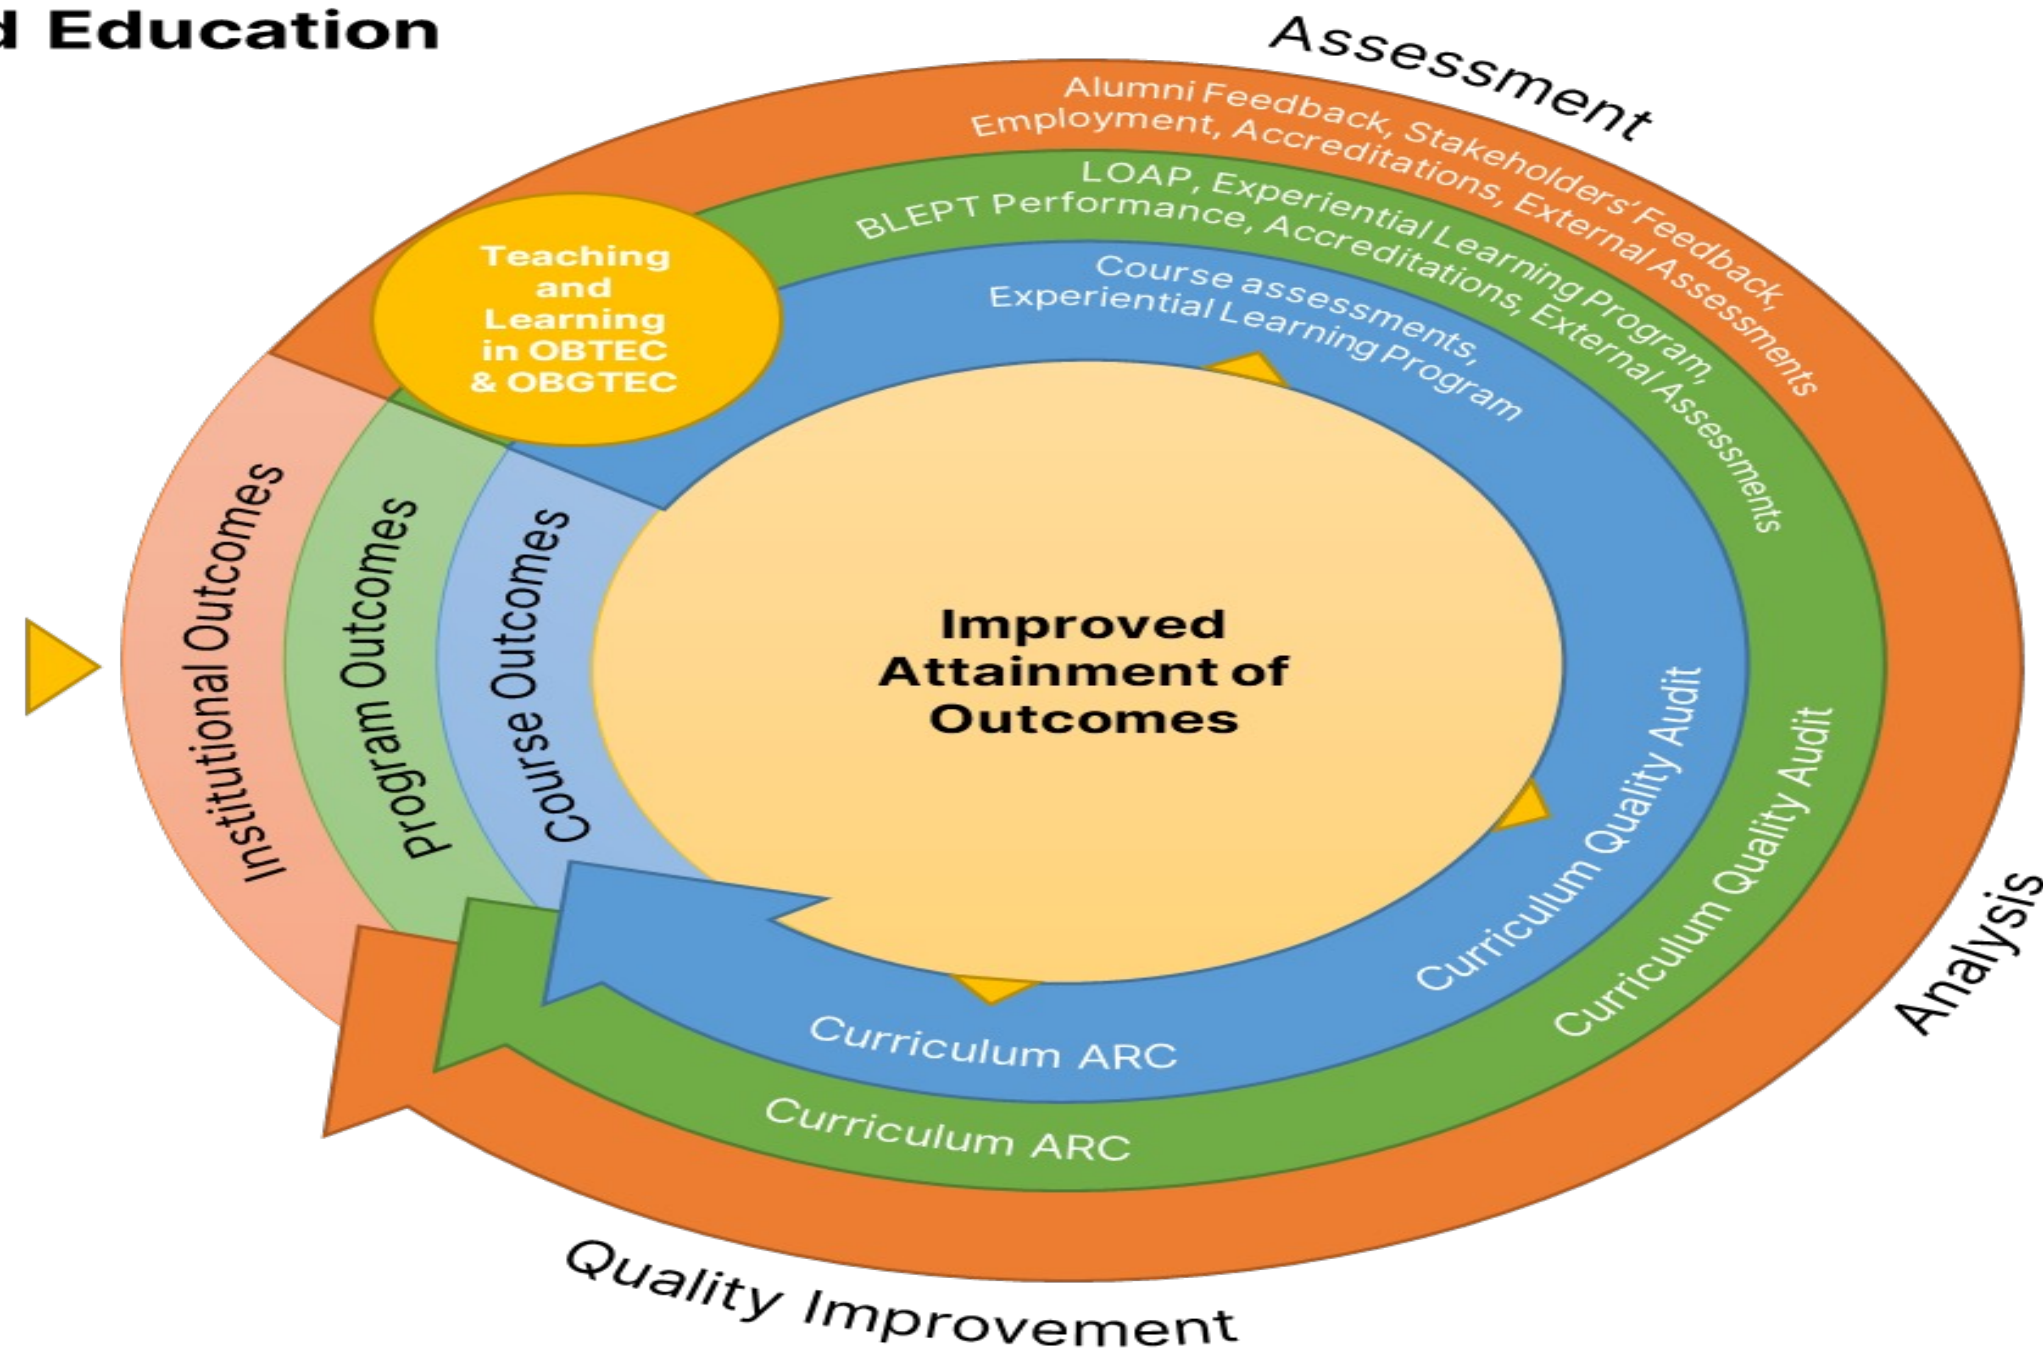 d Education
Assessment
Alumni Feedback, Stakeholders' Feedback,
Employment, Accreditations, External Assessments
LOAP, Experiential Learning Program,
BLEPT Performance, Accreditations, External Assessments
Course assessments,
Experiential Learning Program
Teaching
and
Learning
in OBTEC
& OBGTEC
Institutional Outcomes
Program Outcomes
Course Outcomes
Improved
Attainment of
Outcomes
Curriculum Quality Audit
Curriculum Quality Audit
Analysis
Curriculum ARC
Curriculum ARC
Quality Improvement